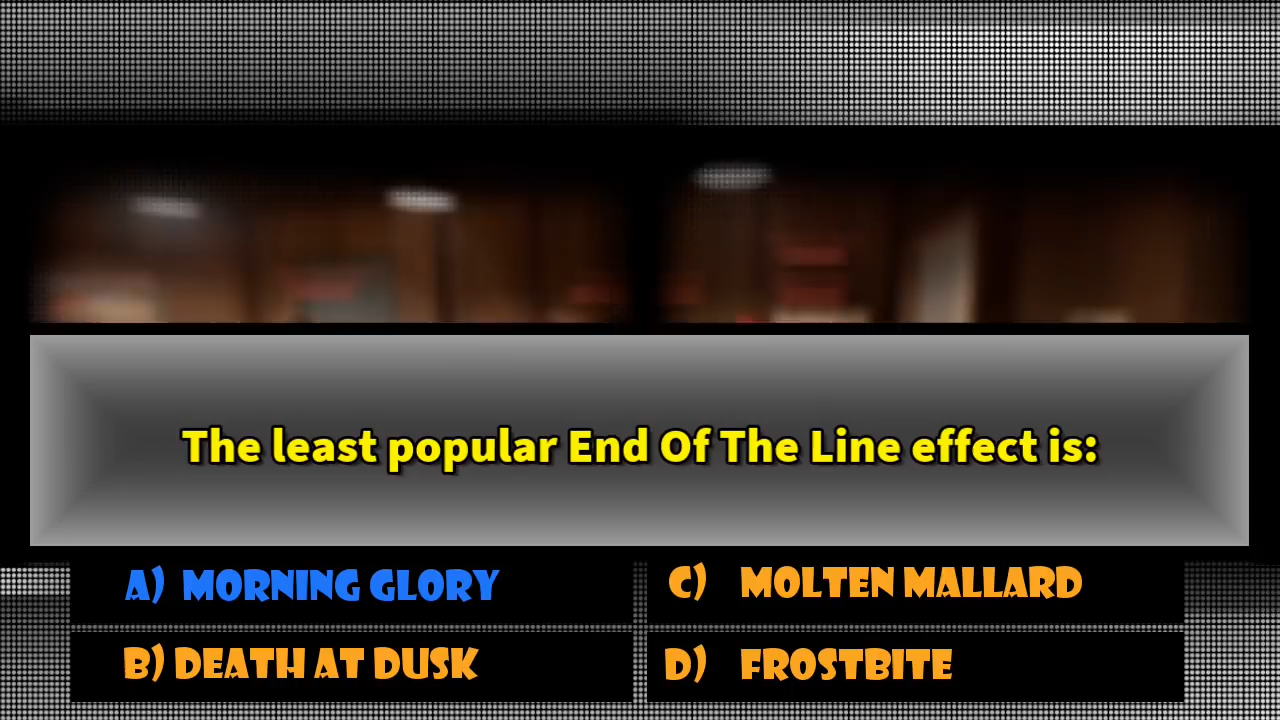 The least popular End Of The Line effect is:
A) MORNING GLORY
B) DEATH AT DUSK
C) MOLTEN MALLARD
D) FROSTBITE